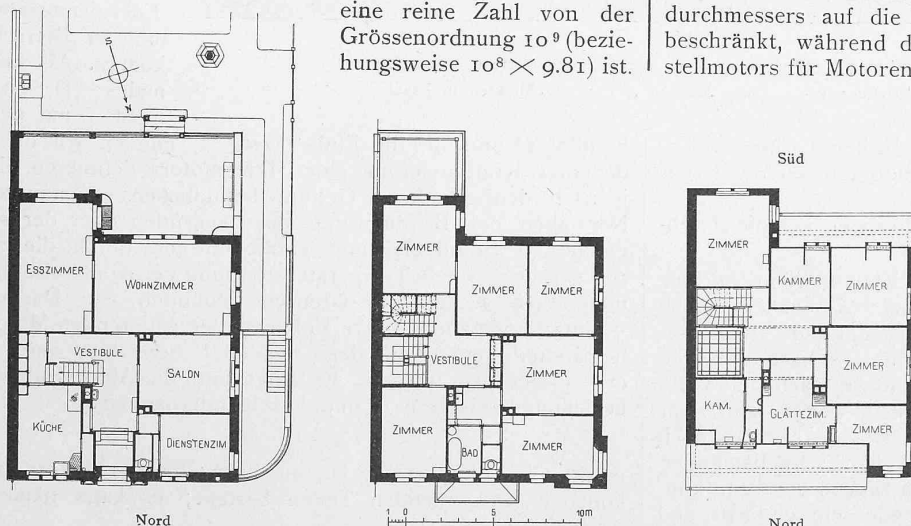 eine reine Zahl von der
Grössenordnung 10⁹ (bezie-
hungsweise 10⁸ × 9.81) ist.
durchmessers auf die
beschränkt, während d
stellmotors für Motoren
S
N
ESSZIMMER
WOHNZIMMER
VESTIBULE
SALON
KÜCHE
DIENSTENZIM.
Nord
ZIMMER
ZIMMER
ZIMMER
VESTIBULE
ZIMMER
ZIMMER
BAD
ZIMMER
1 0 5 10m
Süd
ZIMMER
KAMMER
ZIMMER
ZIMMER
KAM.
GLÄTTEZIM.
ZIMMER
Nord